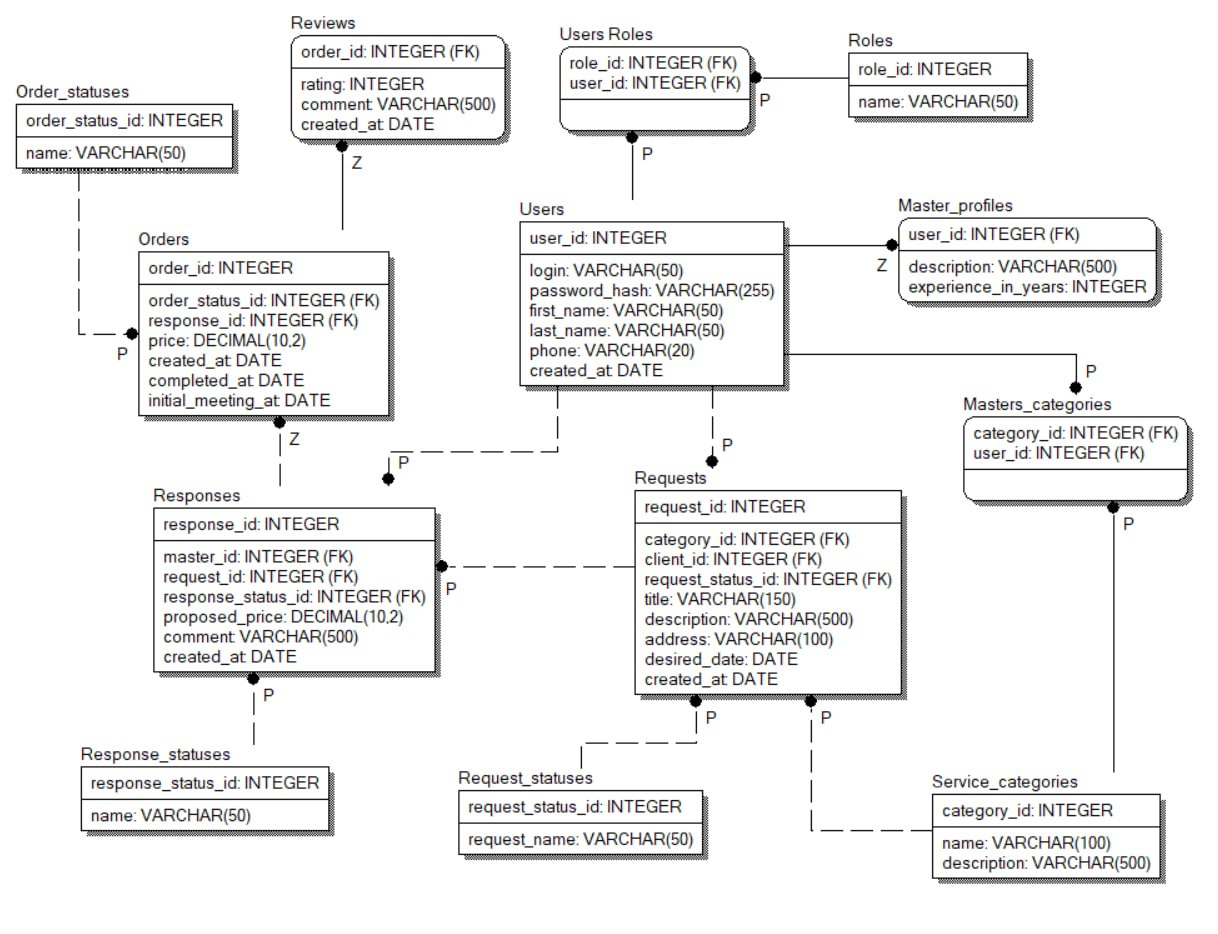 Reviews
order_id: INTEGER (FK)
rating: INTEGER
comment: VARCHAR(500)
created_at: DATE
Z
Users Roles
role_id: INTEGER (FK)
user_id: INTEGER (FK)
P
P
Roles
role_id: INTEGER
name: VARCHAR(50)
Order_statuses
order_status_id: INTEGER
name: VARCHAR(50)
P
Orders
order_id: INTEGER
order_status_id: INTEGER (FK)
response_id: INTEGER (FK)
price: DECIMAL(10,2)
created_at: DATE
completed_at: DATE
initial_meeting_at: DATE
Z
Users
user_id: INTEGER
login: VARCHAR(50)
password_hash: VARCHAR(255)
first_name: VARCHAR(50)
last_name: VARCHAR(50)
phone: VARCHAR(20)
created_at: DATE
P
P
Master_profiles
user_id: INTEGER (FK)
description: VARCHAR(500)
experience_in_years: INTEGER
Z
P
Masters_categories
category_id: INTEGER (FK)
user_id: INTEGER (FK)
P
Responses
response_id: INTEGER
master_id: INTEGER (FK)
request_id: INTEGER (FK)
response_status_id: INTEGER (FK)
proposed_price: DECIMAL(10,2)
comment: VARCHAR(500)
created_at: DATE
P
P
Requests
request_id: INTEGER
category_id: INTEGER (FK)
client_id: INTEGER (FK)
request_status_id: INTEGER (FK)
title: VARCHAR(150)
description: VARCHAR(500)
address: VARCHAR(100)
desired_date: DATE
created_at: DATE
P
P
Response_statuses
response_status_id: INTEGER
name: VARCHAR(50)
Request_statuses
request_status_id: INTEGER
request_name: VARCHAR(50)
Service_categories
category_id: INTEGER
name: VARCHAR(100)
description: VARCHAR(500)